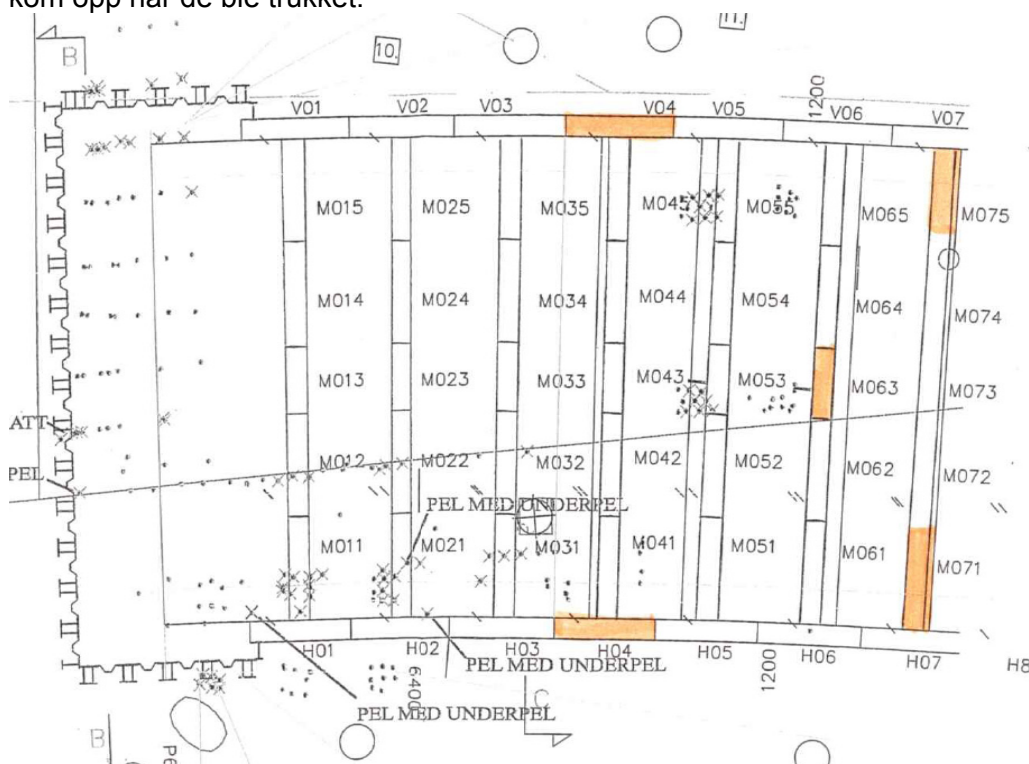 kom opp når de ble trukket.
10.
11.
B
V01 V02 V03 V04 V05 1200 V06 V07
M015 M025 M035 M045 M055 M065 M075
M014 M024 M034 M044 M054 M064 M074
M013 M023 M033 M043 M053 M063 M073
ATT
M012 M022 M032 M042 M052 M062 M072
PEL
PEL MED UNDERPEL
M011 M021 M031 M041 M051 M061 M071
H01 H02 H03 H04 H05 H06 H07 H8
PEL MED UNDERPEL
6400
1200
PEL MED UNDERPEL
C
B
P6